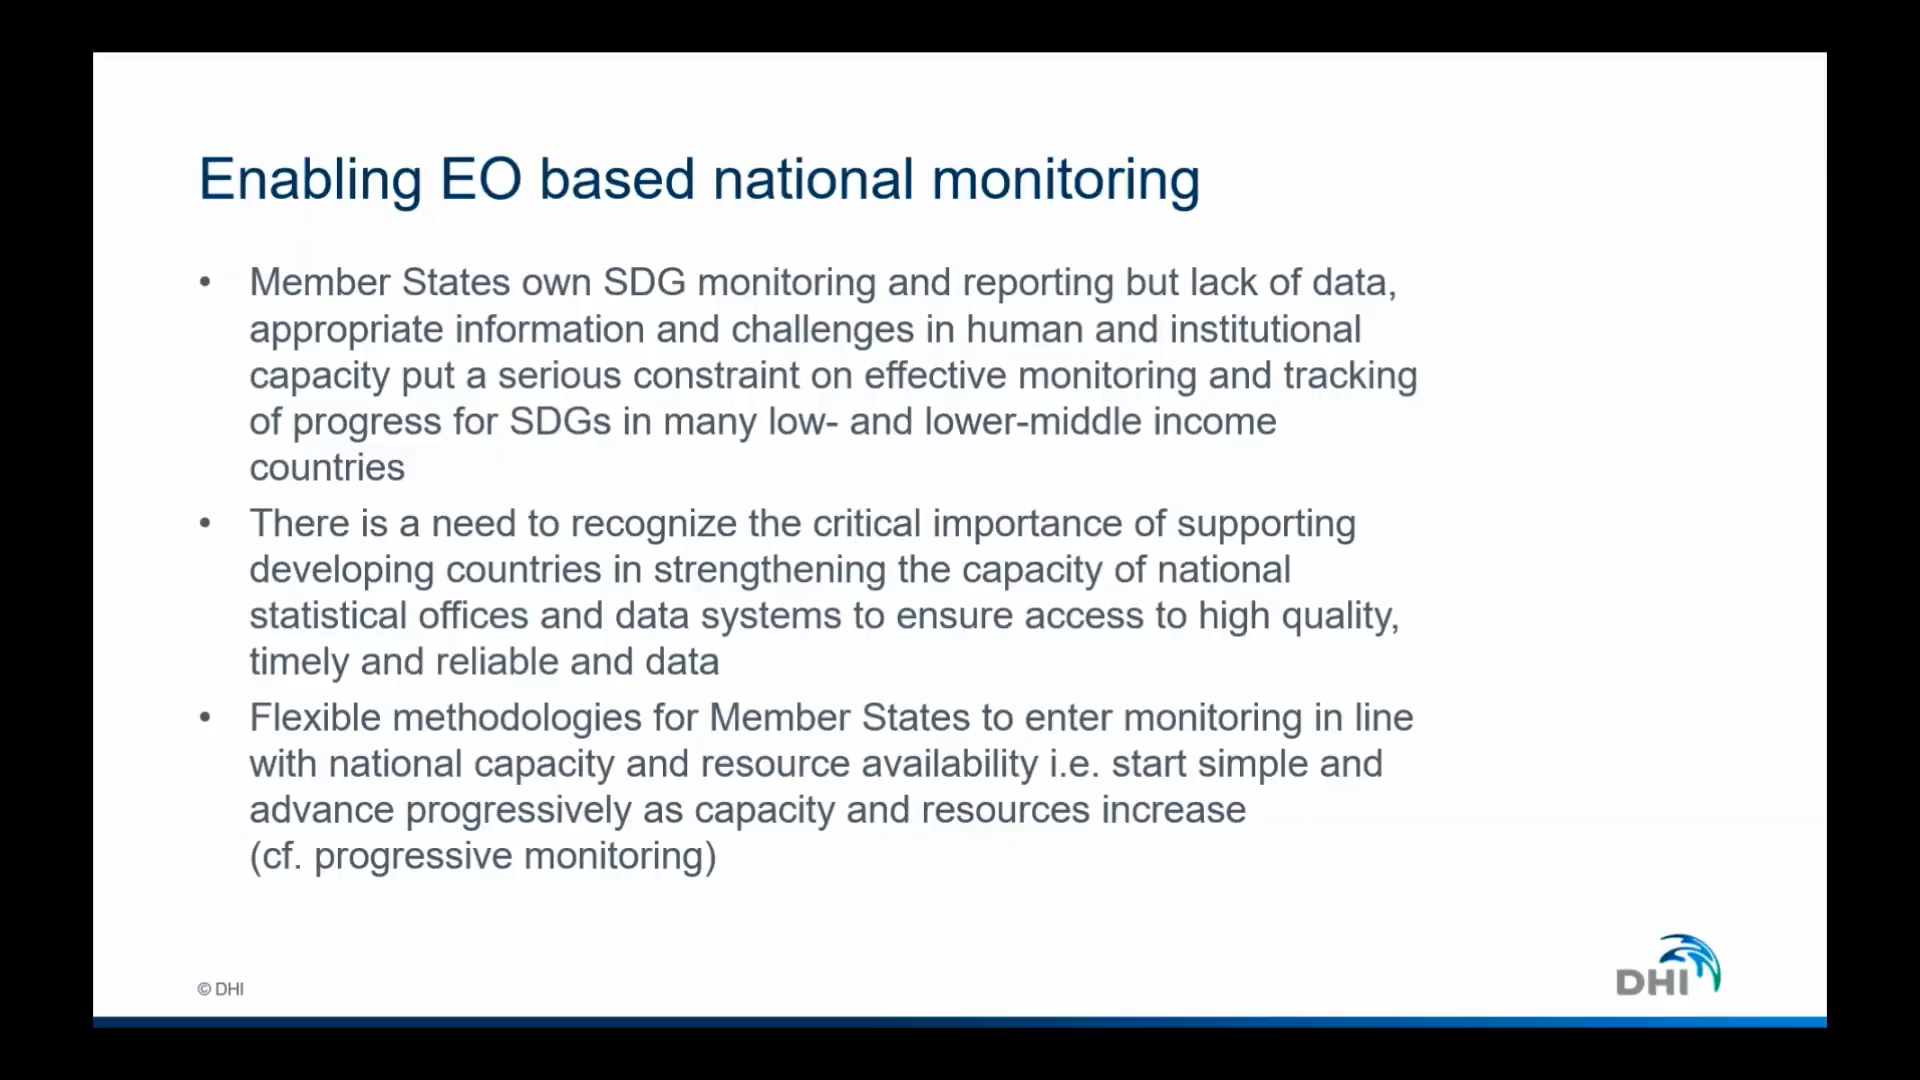 Enabling EO based national monitoring
• Member States own SDG monitoring and reporting but lack of data,
appropriate information and challenges in human and institutional
capacity put a serious constraint on effective monitoring and tracking
of progress for SDGs in many low- and lower-middle income
countries
• There is a need to recognize the critical importance of supporting
developing countries in strengthening the capacity of national
statistical offices and data systems to ensure access to high quality,
timely and reliable and data
• Flexible methodologies for Member States to enter monitoring in line
with national capacity and resource availability i.e. start simple and
advance progressively as capacity and resources increase
(cf. progressive monitoring)
© DHI
DHI